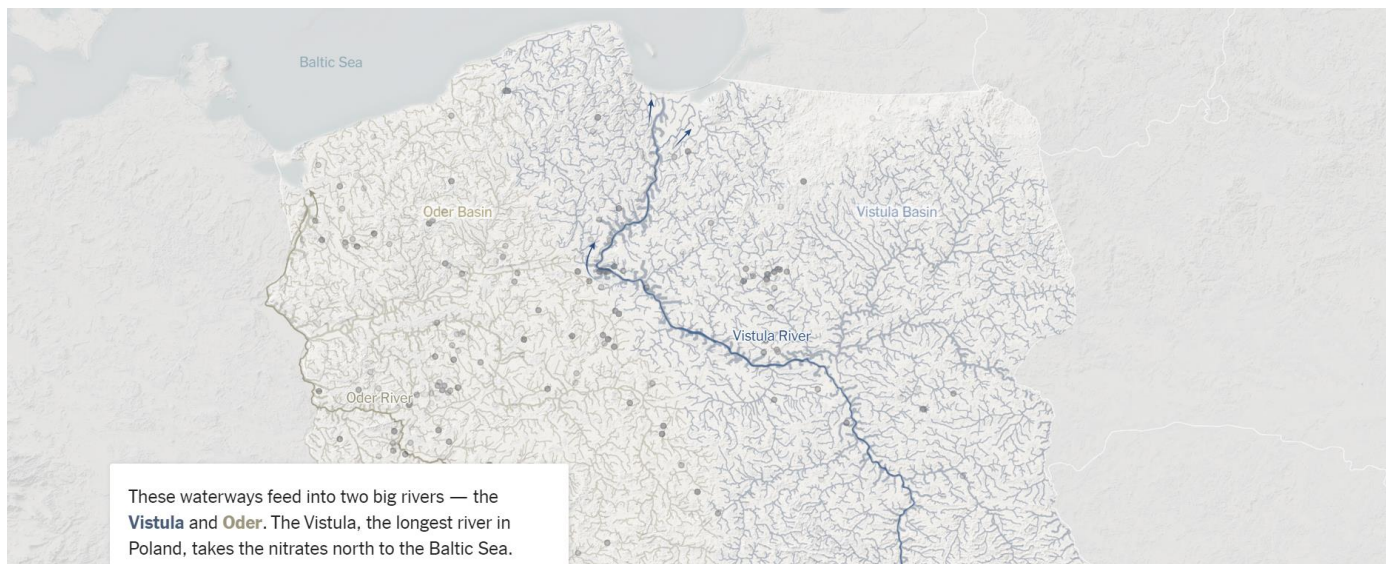 Baltic Sea
Oder Basin
Vistula Basin
Vistula River
Oder River
These waterways feed into two big rivers — the
Vistula and Oder. The Vistula, the longest river in
Poland, takes the nitrates north to the Baltic Sea.